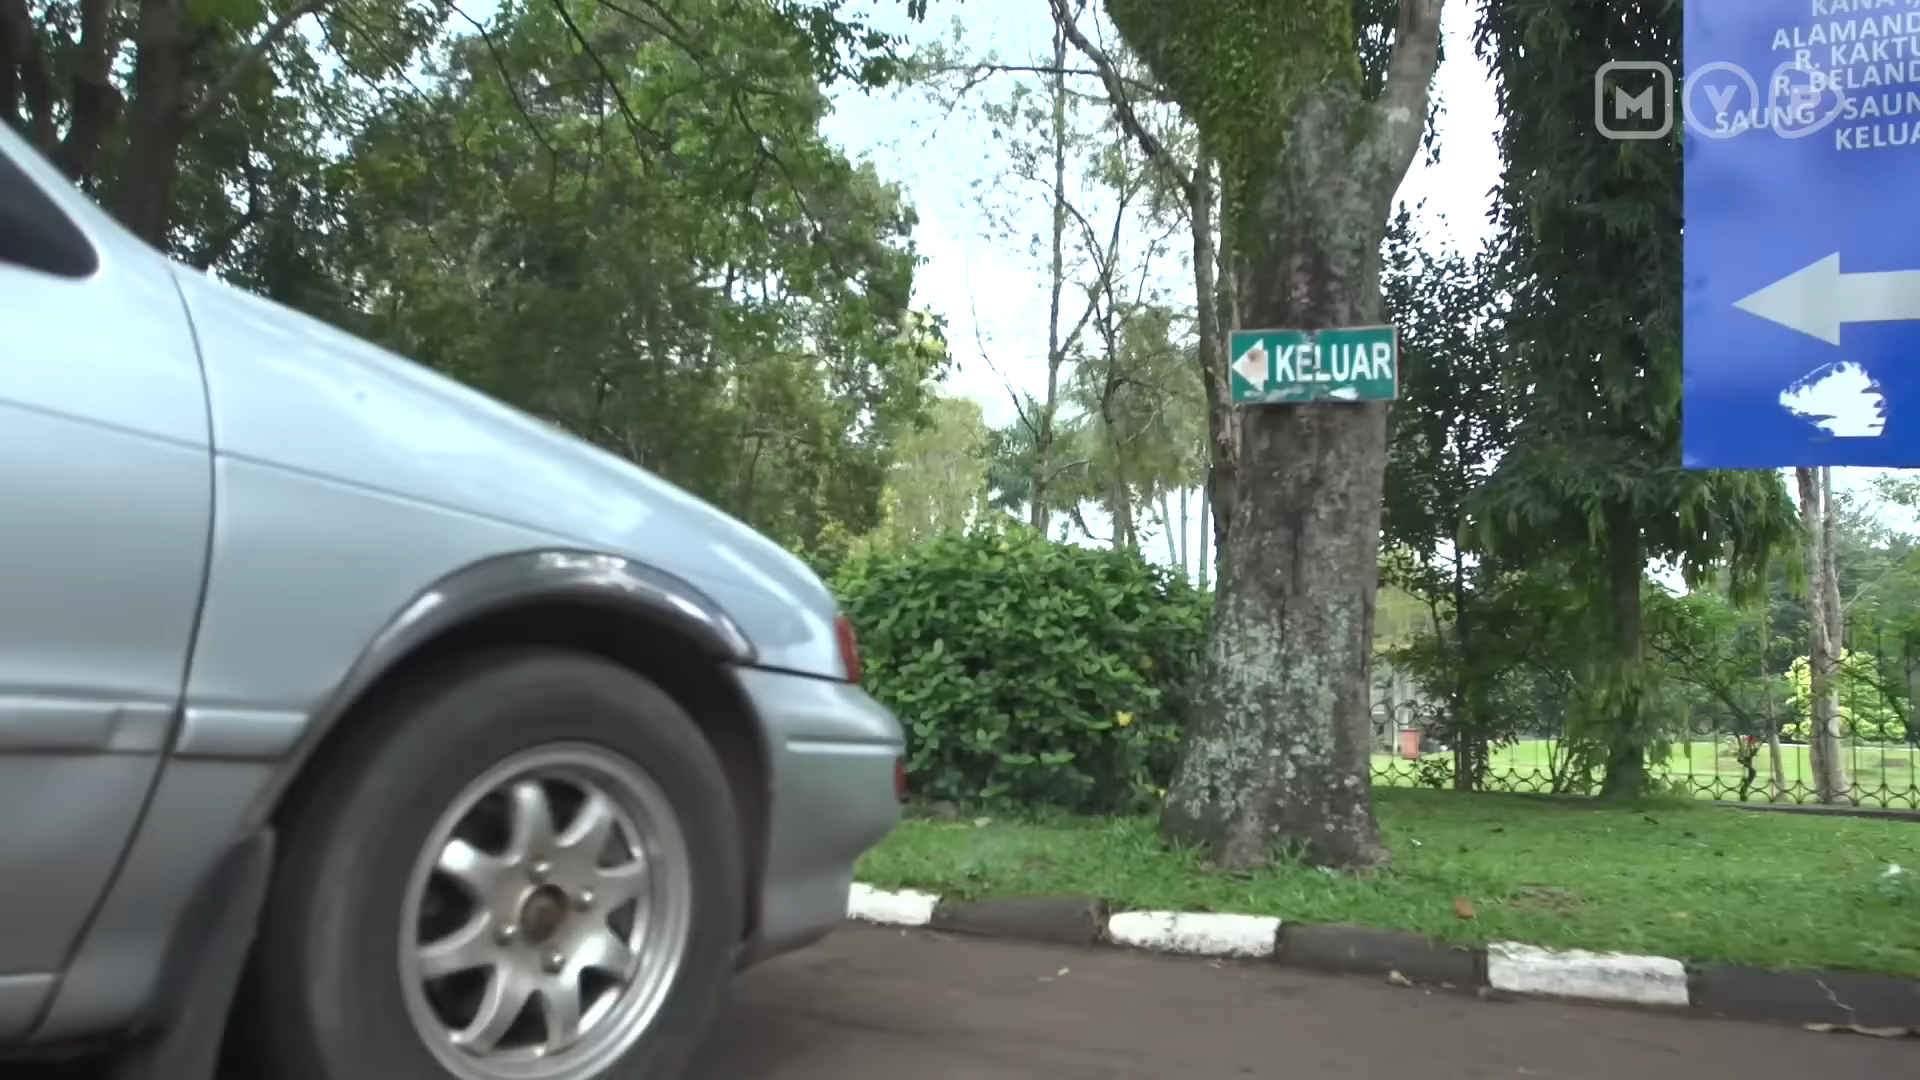 ALAMAND
R. KAKTU
R. BELAND
SAUNG - SAUN
KELUA
M Y P
KELUAR